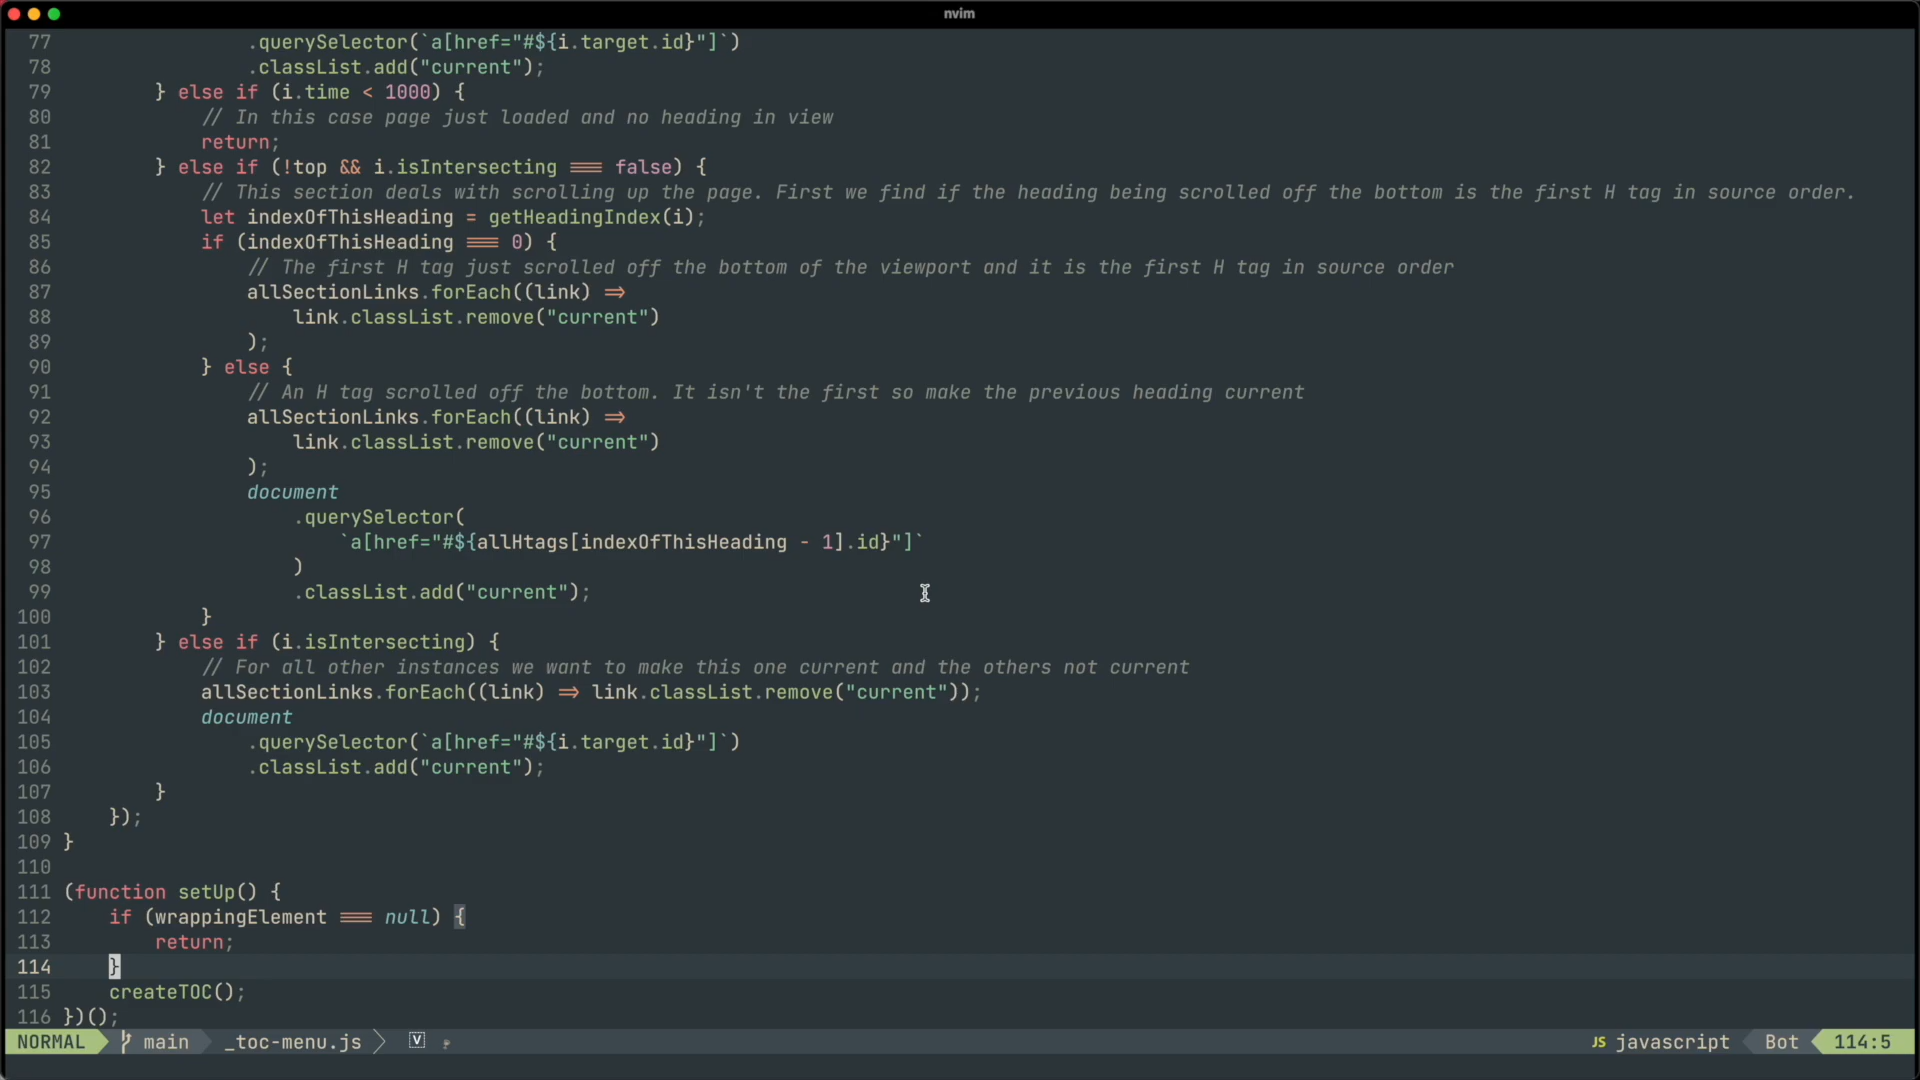 nvim
77 .querySelector(`a[href="#${i.target.id}"]`)
78 .classList.add("current");
79 } else if (i.time < 1000) {
80 // In this case page just loaded and no heading in view
81 return;
82 } else if (!top && i.isIntersecting === false) {
83 // This section deals with scrolling up the page. First we find if the heading being scrolled off the bottom is the first H tag in source order.
84 let indexOfThisHeading = getHeadingIndex(i);
85 if (indexOfThisHeading === 0) {
86 // The first H tag just scrolled off the bottom of the viewport and it is the first H tag in source order
87 allSectionLinks.forEach((link) =>
88 link.classList.remove("current")
89 );
90 } else {
91 // An H tag scrolled off the bottom. It isn't the first so make the previous heading current
92 allSectionLinks.forEach((link) =>
93 link.classList.remove("current")
94 );
95 document
96 .querySelector(
97 `a[href="#${allHtags[indexOfThisHeading - 1].id}"]`
98 )
99 .classList.add("current");
100 }
101 } else if (i.isIntersecting) {
102 // For all other instances we want to make this one current and the others not current
103 allSectionLinks.forEach((link) => link.classList.remove("current"));
104 document
105 .querySelector(`a[href="#${i.target.id}"]`)
106 .classList.add("current");
107 }
108 });
109 }
110
111 (function setUp() {
112 if (wrappingElement === null) {
113 return;
114 }
115 createTOC();
116 })();
NORMAL main _toc-menu.js V JS javascript Bot 114:5